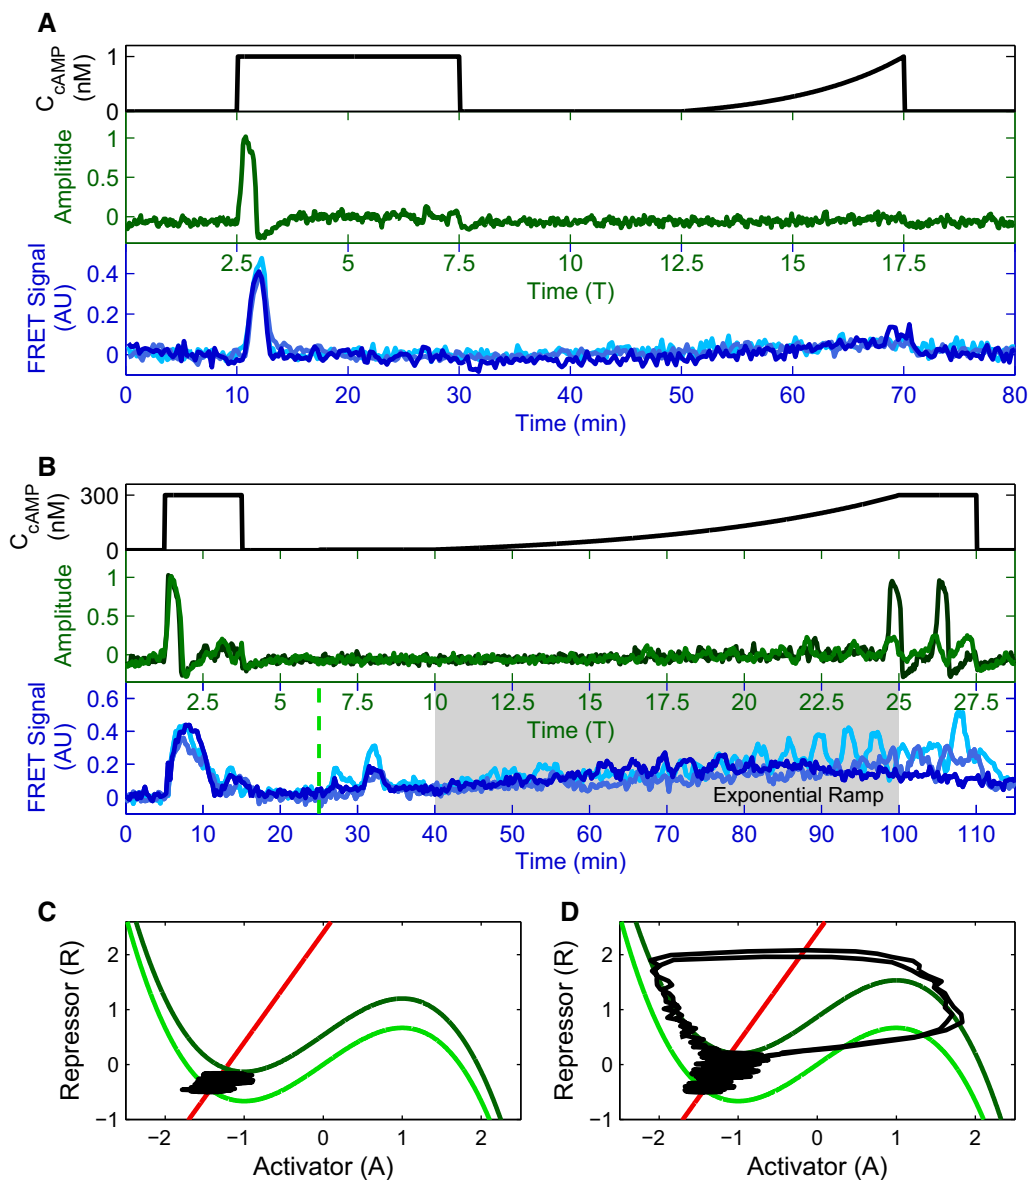 A
C_cAMP
(nM)
1
0
Amplitide
1
0.5
0
2.5 5 7.5 10 12.5 15 17.5
Time (T)
FRET Signal
(AU)
0.4
0.2
0
0 10 20 30 40 50 60 70 80
Time (min)
B
C_cAMP
(nM)
300
0
Amplitude
1
0.5
0
2.5 5 6.5 7.5 10 12.5 15 17.5 20 22.5 25 27.5
Time (T)
FRET Signal
(AU)
0.6
0.4
0.2
0
Exponential Ramp
0 10 20 30 40 50 60 70 80 90 100 110
Time (min)
C
Repressor (R)
2
1
0
−1
−2 −1 0 1 2
Activator (A)
D
Repressor (R)
2
1
0
−1
−2 −1 0 1 2
Activator (A)